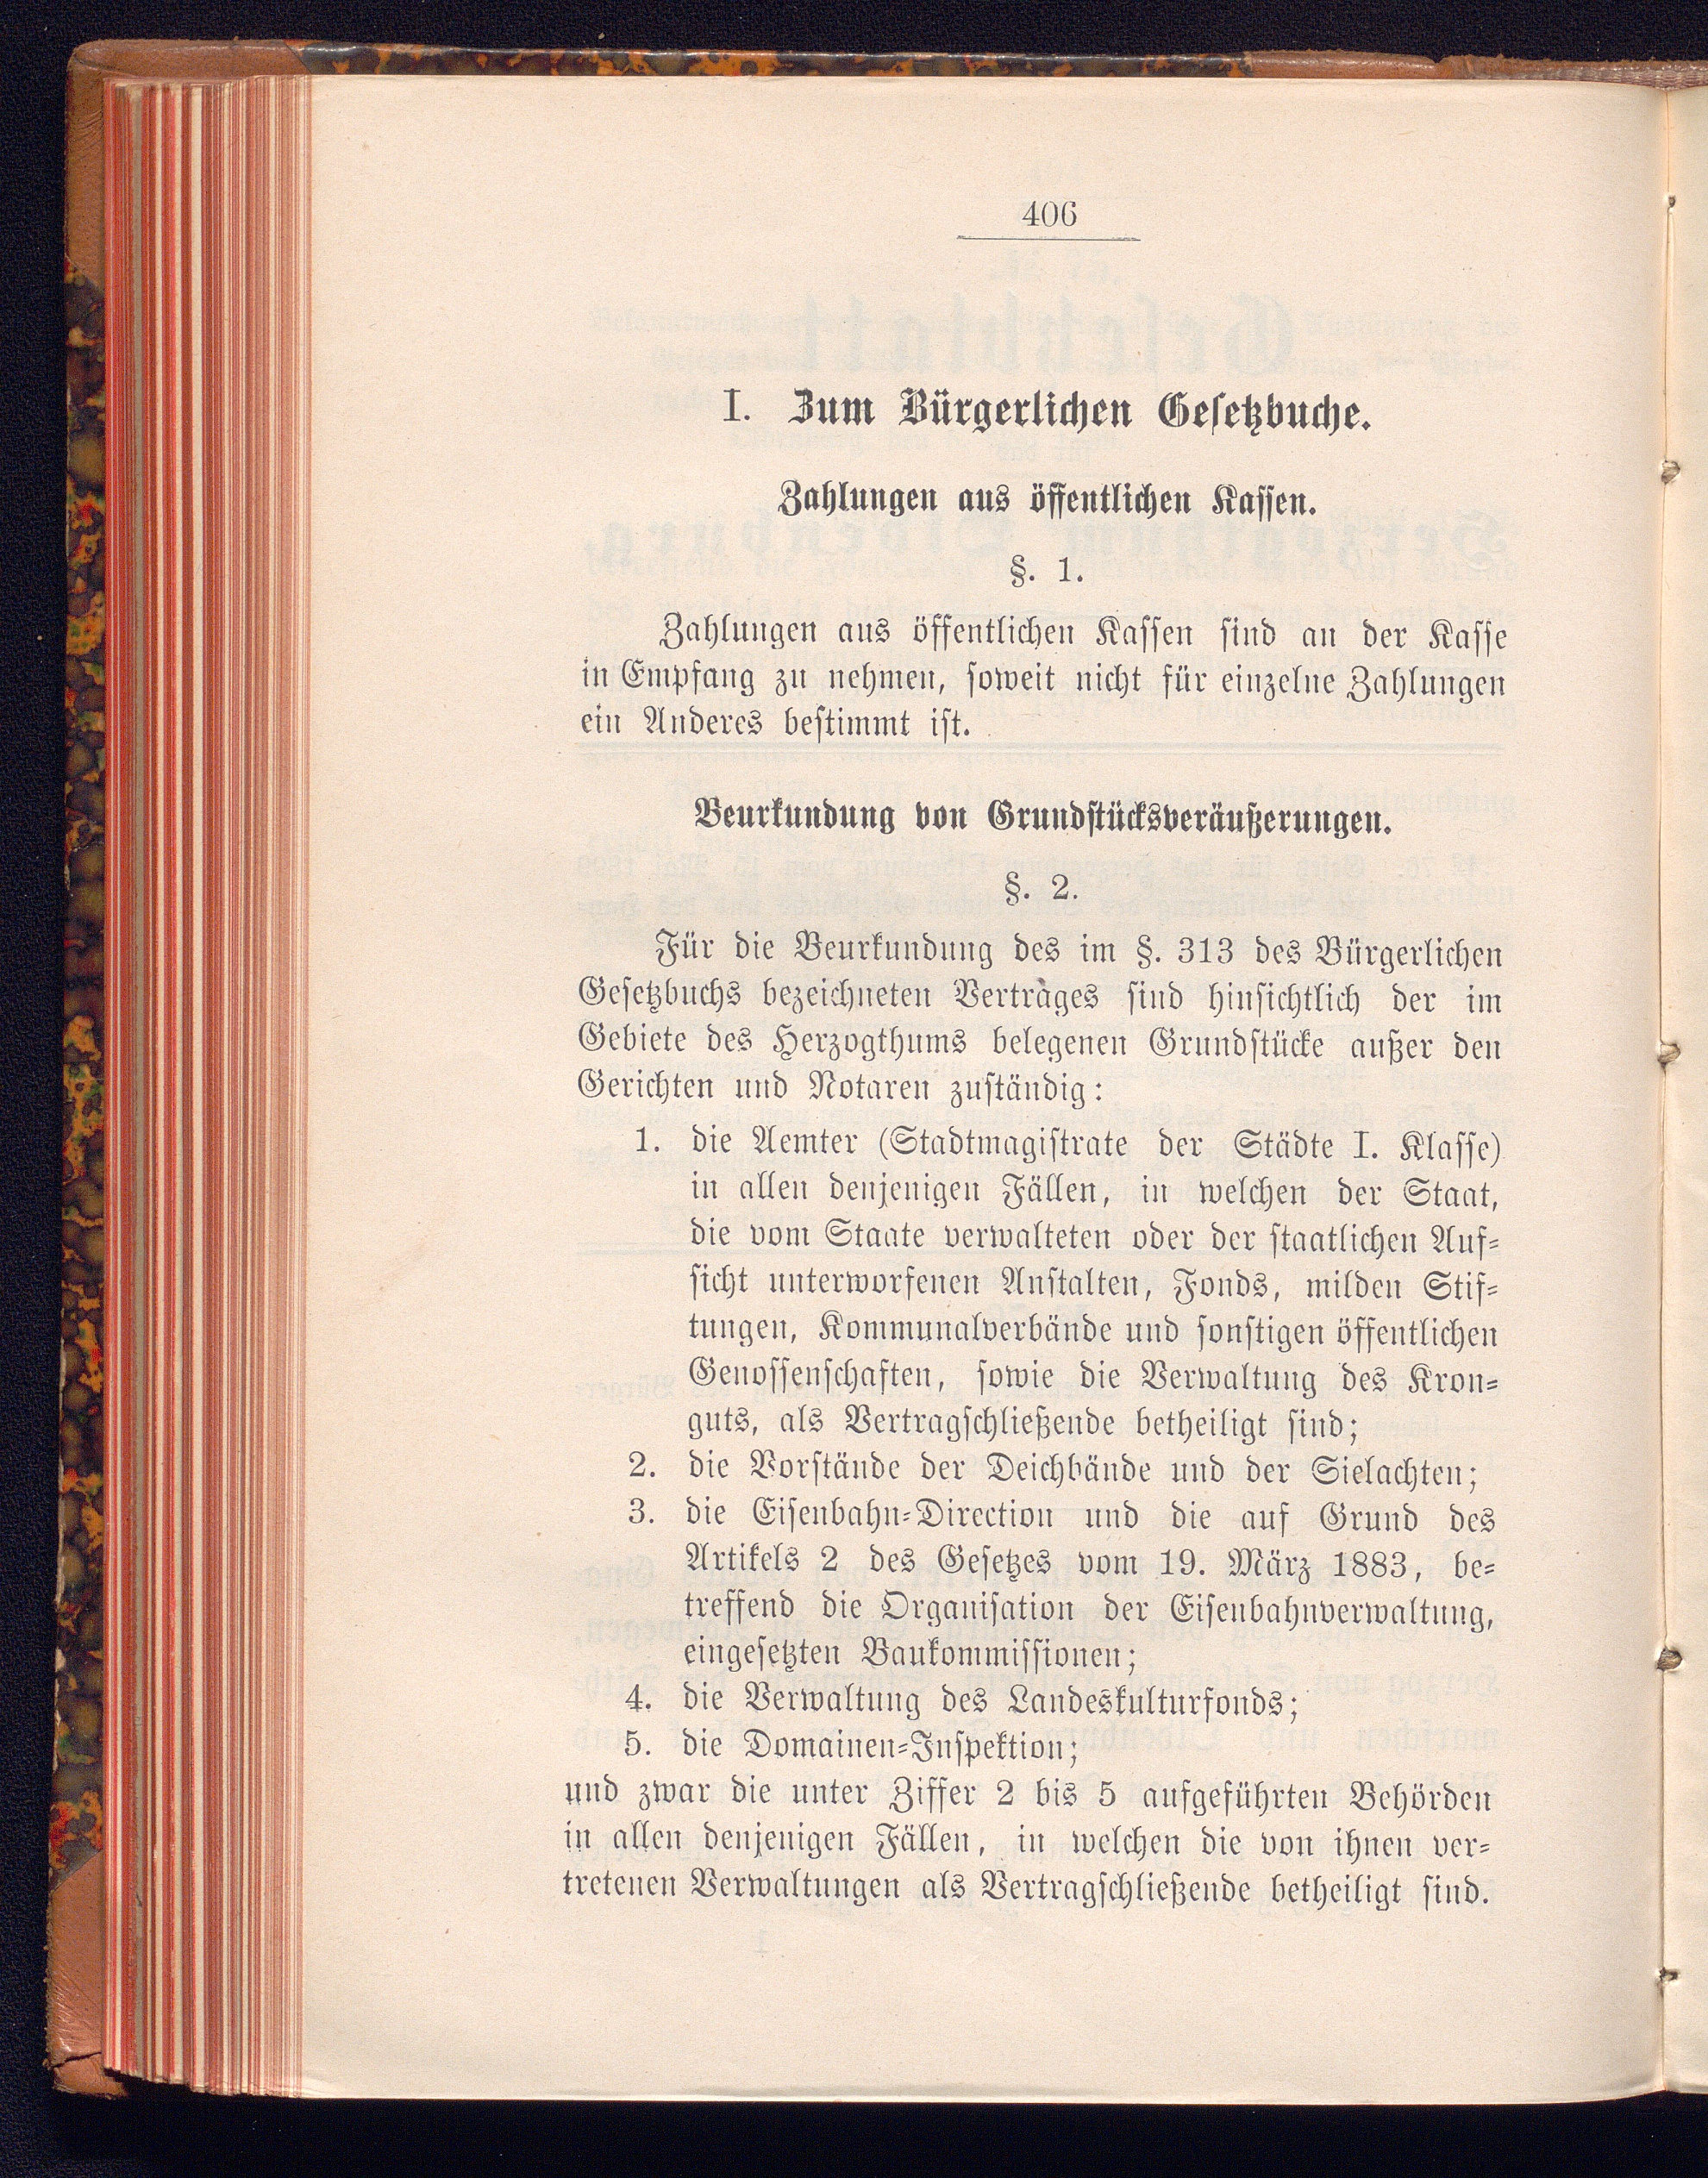 406
I. Zum Bürgerlichen Gesetzbuche.
Zahlungen aus öffentlichen Kassen.
§. 1.
Zahlungen aus öffentlichen Kassen sind an der Kasse
in Empfang zu nehmen, soweit nicht für einzelne Zahlungen
ein Anderes bestimmt ist.
Beurkundung von Grundstücksveräußerungen.
§. 2.
Für die Beurkundung des im §. 313 des Bürgerlichen
Gesetzbuchs bezeichneten Vertrages sind hinsichtlich der im
Gebiete des Herzogthums belegenen Grundstücke außer den
Gerichten und Notaren zuständig:
1. die Aemter (Stadtmagistrate der Städte I. Klasse)
in allen denjenigen Fällen, in welchen der Staat,
die vom Staate verwalteten oder der staatlichen Auf-
sicht unterworfenen Anstalten, Fonds, milden Stif-
tungen, Kommunalverbände und sonstigen öffentlichen
Genossenschaften, sowie die Verwaltung des Kron-
guts, als Vertragschließende betheiligt sind;
2. die Vorstände der Deichbände und der Sielachten;
3. die Eisenbahn-Direction und die auf Grund des
Artikels 2 des Gesetzes vom 19. März 1883, be-
treffend die Organisation der Eisenbahnverwaltung,
eingesetzten Baukommissionen;
4. die Verwaltung des Landeskulturfonds;
5. die Domainen-Inspektion;
und zwar die unter Ziffer 2 bis 5 aufgeführten Behörden
in allen denjenigen Fällen, in welchen die von ihnen ver-
tretenen Verwaltungen als Vertragschließende betheiligt sind.